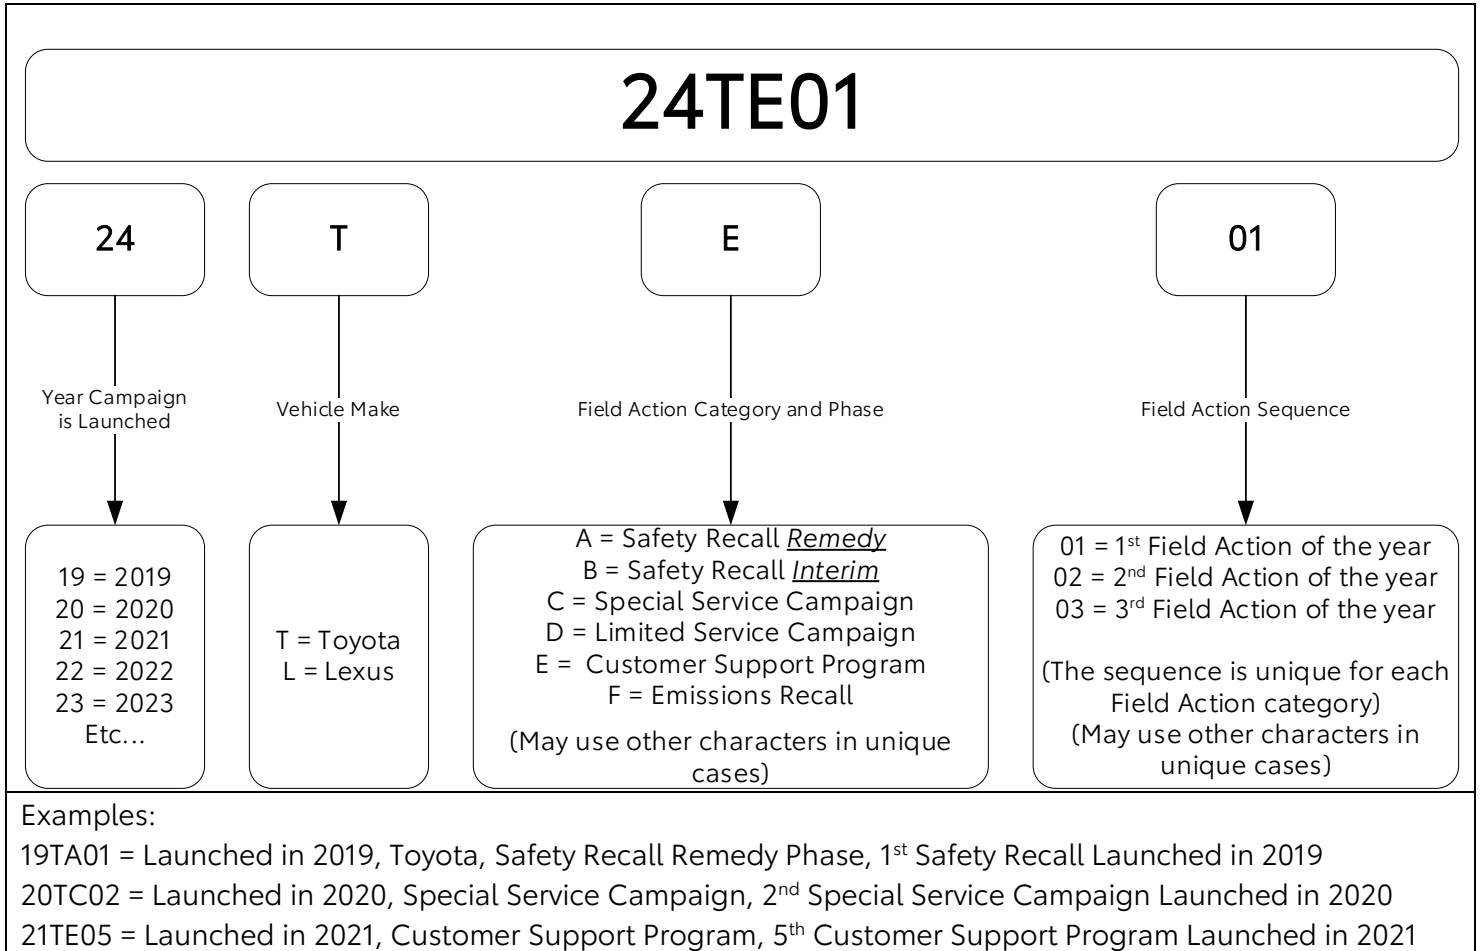 24TE01
24
T
E
01
Year Campaign
is Launched
Vehicle Make
Field Action Category and Phase
Field Action Sequence
19 = 2019
20 = 2020
21 = 2021
22 = 2022
23 = 2023
Etc...
T = Toyota
L = Lexus
A = Safety Recall Remedy
B = Safety Recall Interim
C = Special Service Campaign
D = Limited Service Campaign
E =  Customer Support Program
F = Emissions Recall
(May use other characters in unique
cases)
01 = 1st Field Action of the year
02 = 2nd Field Action of the year
03 = 3rd Field Action of the year
(The sequence is unique for each
Field Action category)
(May use other characters in
unique cases)
Examples:
19TA01 = Launched in 2019, Toyota, Safety Recall Remedy Phase, 1st Safety Recall Launched in 2019
20TC02 = Launched in 2020, Special Service Campaign, 2nd Special Service Campaign Launched in 2020
21TE05 = Launched in 2021, Customer Support Program, 5th Customer Support Program Launched in 2021